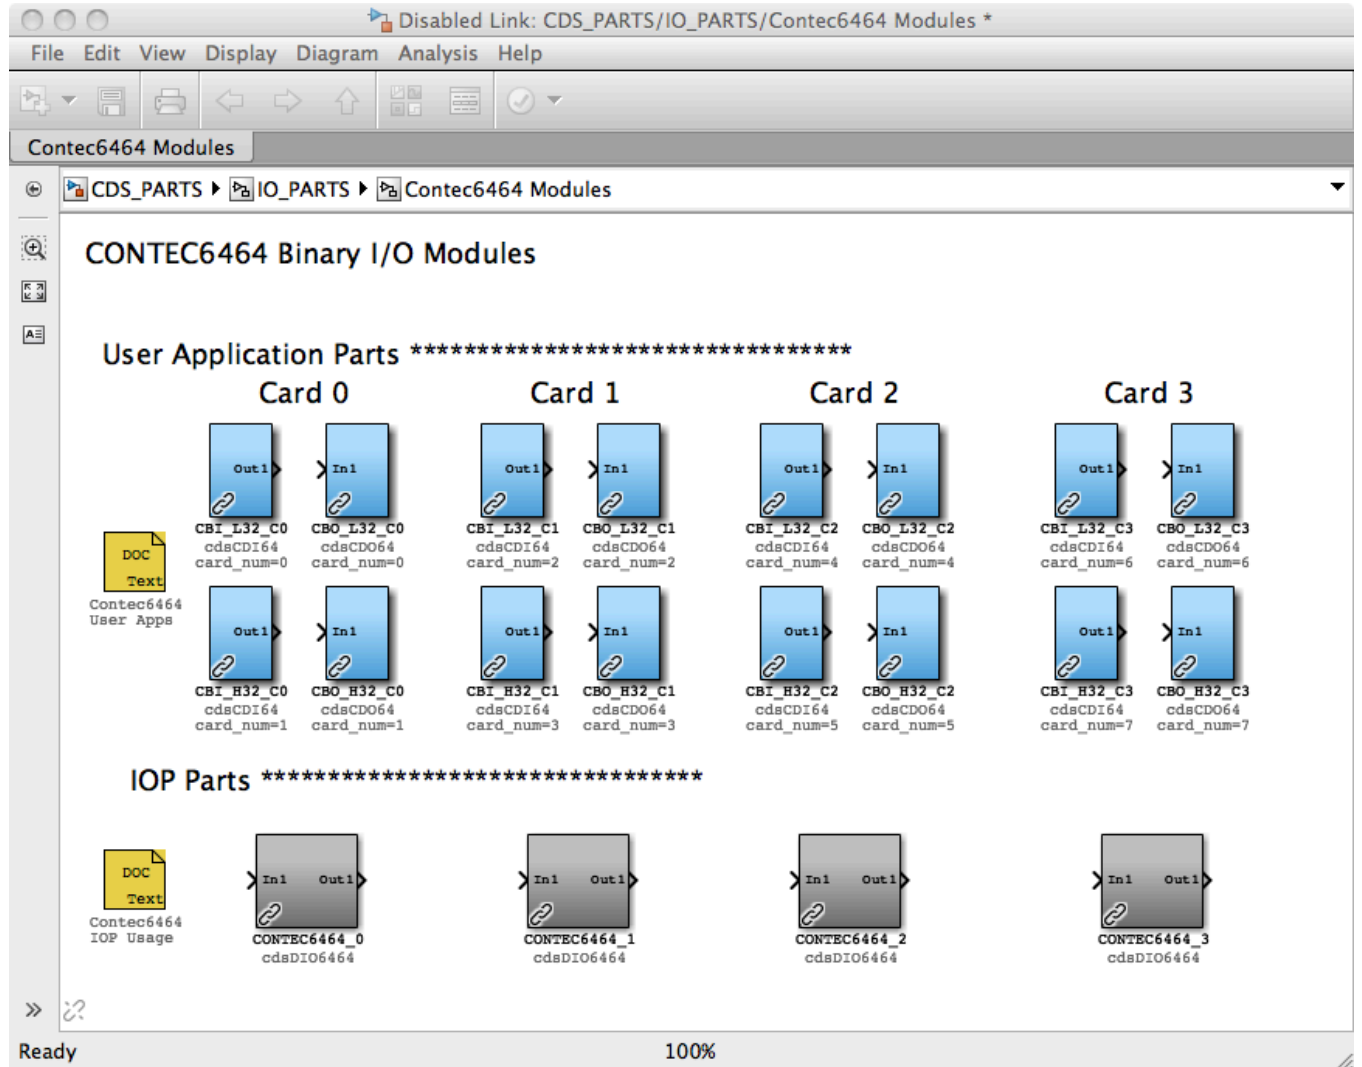 Disabled Link: CDS_PARTS/IO_PARTS/Contec6464 Modules *
File Edit View Display Diagram Analysis Help
Contec6464 Modules
CDS_PARTS IO_PARTS Contec6464 Modules
CONTEC6464 Binary I/O Modules
User Application Parts *********************************
Card 0 Card 1 Card 2 Card 3
Out1 In1 Out1 In1 Out1 In1 Out1 In1
CBI_L32_C0 CBO_L32_C0 CBI_L32_C1 CBO_L32_C1 CBI_L32_C2 CBO_L32_C2 CBI_L32_C3 CBO_L32_C3
cdsCDI64 cdsCDO64 cdsCDI64 cdsCDO64 cdsCDI64 cdsCDO64 cdsCDI64 cdsCDO64
card_num=0 card_num=0 card_num=2 card_num=2 card_num=4 card_num=4 card_num=6 card_num=6
DOC
Text
Contec6464
User Apps
Out1 In1 Out1 In1 Out1 In1 Out1 In1
CBI_H32_C0 CBO_H32_C0 CBI_H32_C1 CBO_H32_C1 CBI_H32_C2 CBO_H32_C2 CBI_H32_C3 CBO_H32_C3
cdsCDI64 cdsCDO64 cdsCDI64 cdsCDO64 cdsCDI64 cdsCDO64 cdsCDI64 cdsCDO64
card_num=1 card_num=1 card_num=3 card_num=3 card_num=5 card_num=5 card_num=7 card_num=7
IOP Parts *********************************
DOC
Text
Contec6464
IOP Usage
In1 Out1 In1 Out1 In1 Out1 In1 Out1
CONTEC6464_0 CONTEC6464_1 CONTEC6464_2 CONTEC6464_3
cdsDIO6464 cdsDIO6464 cdsDIO6464 cdsDIO6464
Ready 100%